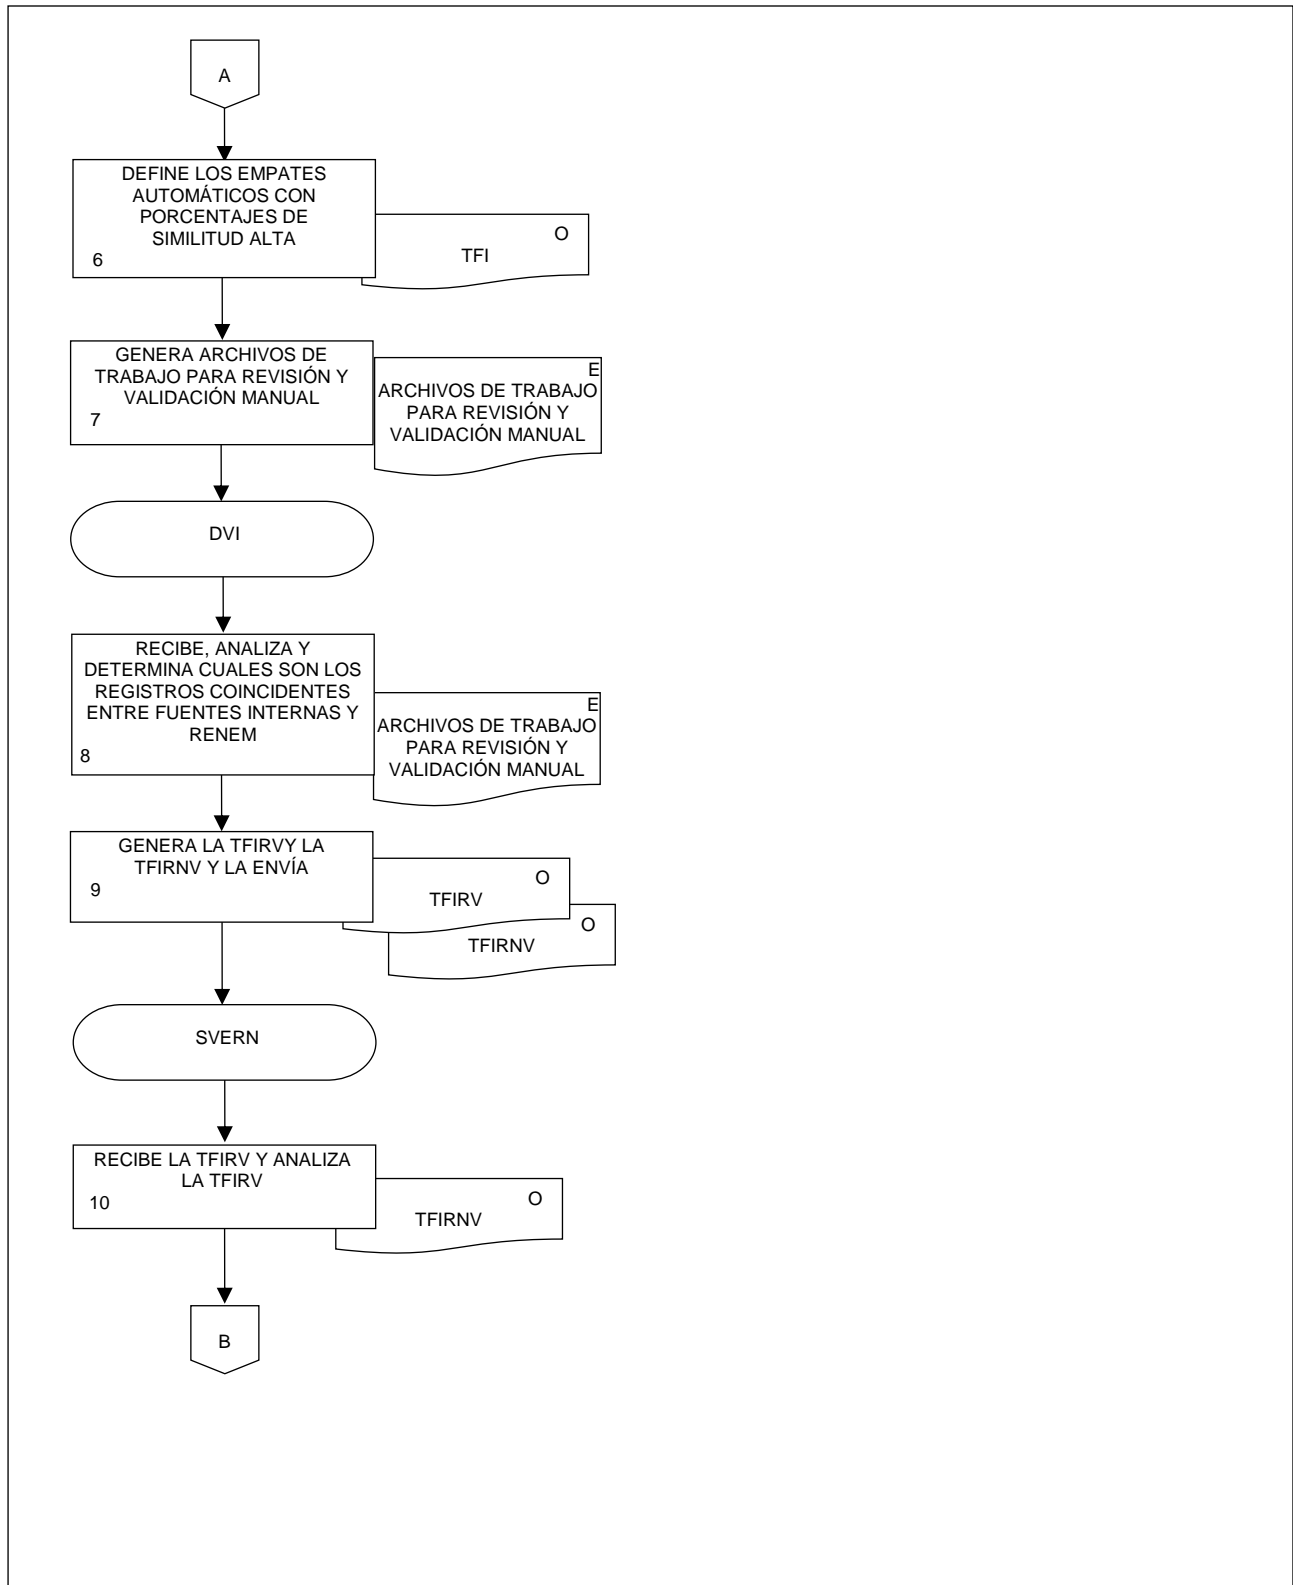 A
DEFINE LOS EMPATES
AUTOMÁTICOS CON
PORCENTAJES DE
SIMILITUD ALTA
6
O
TFI
GENERA ARCHIVOS DE
TRABAJO PARA REVISIÓN Y
VALIDACIÓN MANUAL
7
E
ARCHIVOS DE TRABAJO
PARA REVISIÓN Y
VALIDACIÓN MANUAL
DVI
RECIBE, ANALIZA Y
DETERMINA CUALES SON LOS
REGISTROS COINCIDENTES
ENTRE FUENTES INTERNAS Y
RENEM
8
E
ARCHIVOS DE TRABAJO
PARA REVISIÓN Y
VALIDACIÓN MANUAL
GENERA LA TFIRVY LA
TFIRNV Y LA ENVÍA
9
O
TFIRV
O
TFIRNV
SVERN
RECIBE LA TFIRV Y ANALIZA
LA TFIRV
10
O
TFIRNV
B